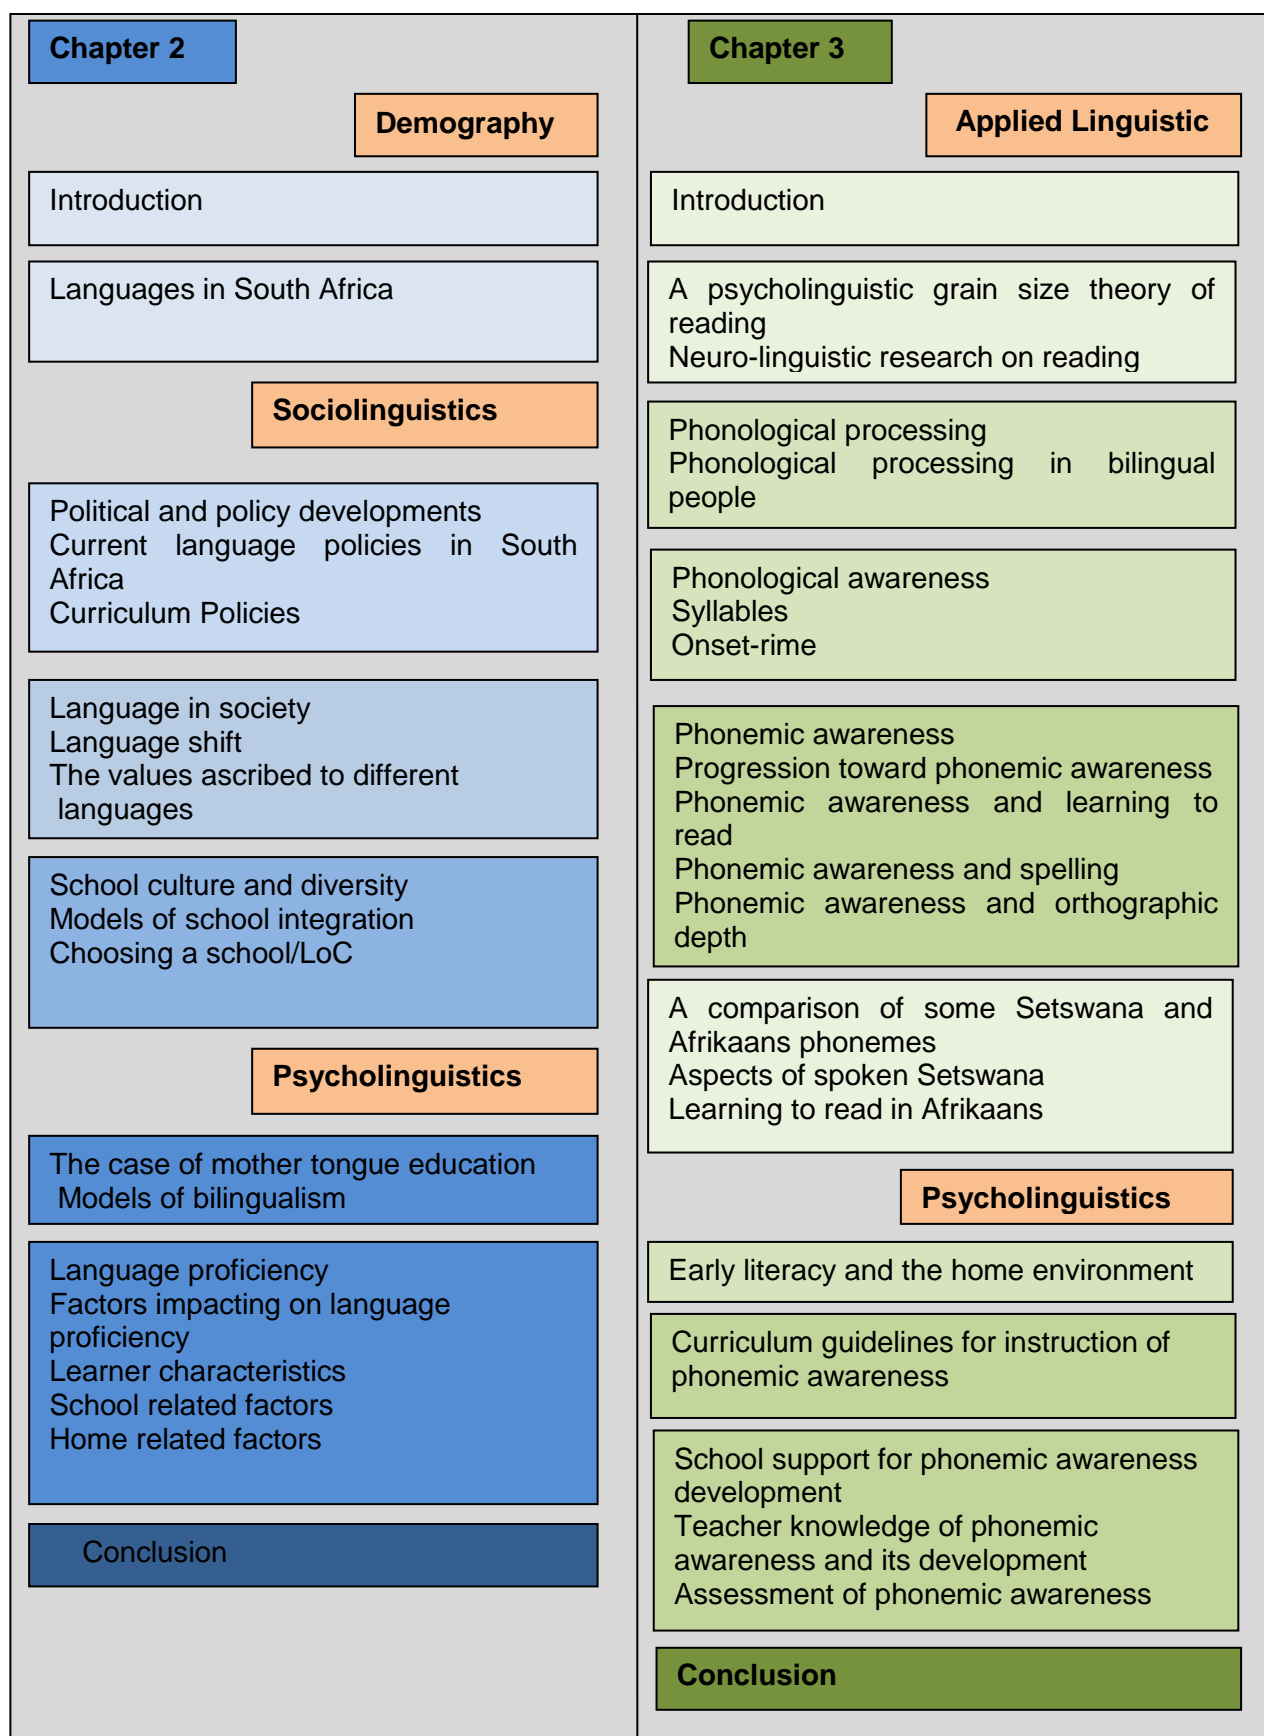 Chapter 2
Demography
Introduction
Languages in South Africa
Sociolinguistics
Political and policy developments
Current language policies in South
Africa
Curriculum Policies
Language in society
Language shift
The values ascribed to different
languages
School culture and diversity
Models of school integration
Choosing a school/LoC
Psycholinguistics
The case of mother tongue education
Models of bilingualism
Language proficiency
Factors impacting on language
proficiency
Learner characteristics
School related factors
Home related factors
Conclusion
Chapter 3
Applied Linguistic
Introduction
A psycholinguistic grain size theory of
reading
Neuro-linguistic research on reading
Phonological processing
Phonological processing in bilingual
people
Phonological awareness
Syllables
Onset-rime
Phonemic awareness
Progression toward phonemic awareness
Phonemic awareness and learning to
read
Phonemic awareness and spelling
Phonemic awareness and orthographic
depth
A comparison of some Setswana and
Afrikaans phonemes
Aspects of spoken Setswana
Learning to read in Afrikaans
Psycholinguistics
Early literacy and the home environment
Curriculum guidelines for instruction of
phonemic awareness
School support for phonemic awareness
development
Teacher knowledge of phonemic
awareness and its development
Assessment of phonemic awareness
Conclusion